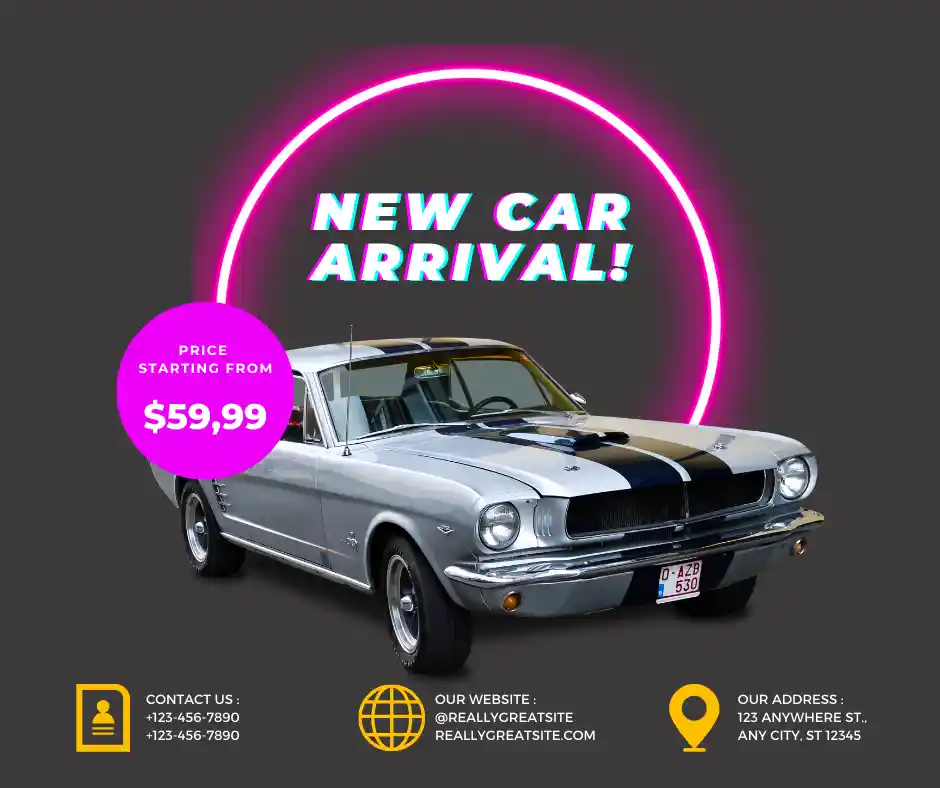 NEW CAR
ARRIVAL!
PRICE
STARTING FROM
$59,99
O-AZB
530
CONTACT US :
+123-456-7890
+123-456-7890
OUR WEBSITE :
@REALLYGREATSITE
REALLYGREATSITE.COM
OUR ADDRESS :
123 ANYWHERE ST.,
ANY CITY, ST 12345